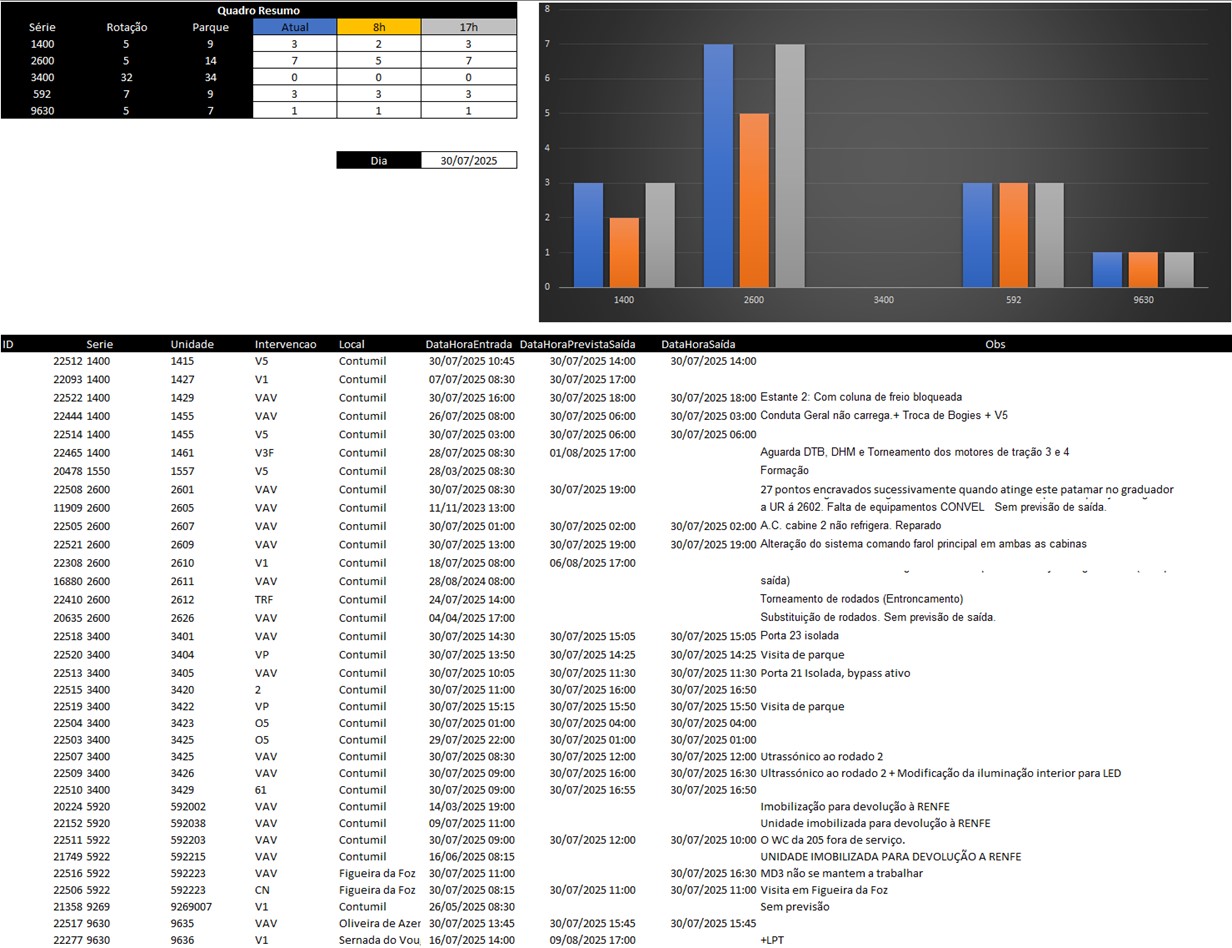 Quadro Resumo
Série Rotação Parque Atual 8h 17h
1400 5 9 3 2 3
2600 5 14 7 5 7
3400 32 34 0 0 0
592 7 9 3 3 3
9630 5 7 1 1 1
Dia 30/07/2025
8
7
6
5
4
3
2
1
0
1400 2600 3400 592 9630
ID Serie Unidade Intervencao Local DataHoraEntrada DataHoraPrevistaSaída DataHoraSaída Obs
22512 1400 1415 V5 Contumil 30/07/2025 10:45 30/07/2025 14:00 30/07/2025 14:00
22093 1400 1427 V1 Contumil 07/07/2025 08:30 30/07/2025 17:00
22522 1400 1429 VAV Contumil 30/07/2025 16:00 30/07/2025 18:00 30/07/2025 18:00 Estante 2: Com coluna de freio bloqueada
22444 1400 1455 VAV Contumil 26/07/2025 08:00 30/07/2025 06:00 30/07/2025 03:00 Conduta Geral não carrega.+ Troca de Bogies + V5
22514 1400 1455 V5 Contumil 30/07/2025 03:00 30/07/2025 06:00 30/07/2025 06:00
22465 1400 1461 V3F Contumil 28/07/2025 08:30 01/08/2025 17:00 Aguarda DTB, DHM e Torneamento dos motores de tração 3 e 4
20478 1550 1557 V5 Contumil 28/03/2025 08:30 Formação
22508 2600 2601 VAV Contumil 30/07/2025 08:30 30/07/2025 19:00 27 pontos encravados sucessivamente quando atinge este patamar no graduador
11909 2600 2605 VAV Contumil 11/11/2023 13:00 a UR á 2602. Falta de equipamentos CONVEL Sem previsão de saída.
22505 2600 2607 VAV Contumil 30/07/2025 01:00 30/07/2025 02:00 30/07/2025 02:00 A.C. cabine 2 não refrigera. Reparado
22521 2600 2609 VAV Contumil 30/07/2025 13:00 30/07/2025 19:00 30/07/2025 19:00 Alteração do sistema comando farol principal em ambas as cabinas
22308 2600 2610 V1 Contumil 18/07/2025 08:00 06/08/2025 17:00
16880 2600 2611 VAV Contumil 28/08/2024 08:00 saída)
22410 2600 2612 TRF Contumil 24/07/2025 14:00 Torneamento de rodados (Entroncamento)
20635 2600 2626 VAV Contumil 04/04/2025 17:00 Substituição de rodados. Sem previsão de saída.
22518 3400 3401 VAV Contumil 30/07/2025 14:30 30/07/2025 15:05 30/07/2025 15:05 Porta 23 isolada
22520 3400 3404 VP Contumil 30/07/2025 13:50 30/07/2025 14:25 30/07/2025 14:25 Visita de parque
22513 3400 3405 VAV Contumil 30/07/2025 10:05 30/07/2025 11:30 30/07/2025 11:30 Porta 21 Isolada, bypass ativo
22515 3400 3420 2 Contumil 30/07/2025 11:00 30/07/2025 16:00 30/07/2025 16:50
22519 3400 3422 VP Contumil 30/07/2025 15:15 30/07/2025 15:50 30/07/2025 15:50 Visita de parque
22504 3400 3423 O5 Contumil 30/07/2025 01:00 30/07/2025 04:00 30/07/2025 04:00
22503 3400 3425 O5 Contumil 29/07/2025 22:00 30/07/2025 01:00 30/07/2025 01:00
22507 3400 3425 VAV Contumil 30/07/2025 08:30 30/07/2025 12:00 30/07/2025 12:00 Utrassónico ao rodado 2
22509 3400 3426 VAV Contumil 30/07/2025 09:00 30/07/2025 16:00 30/07/2025 16:30 Ultrassónico ao rodado 2 + Modificação da iluminação interior para LED
22510 3400 3429 61 Contumil 30/07/2025 09:00 30/07/2025 16:55 30/07/2025 16:50
20224 5920 592002 VAV Contumil 14/03/2025 19:00 Imobilização para devolução à RENFE
22152 5920 592038 VAV Contumil 09/07/2025 11:00 Unidade imobilizada para devolução à RENFE
22511 5922 592203 VAV Contumil 30/07/2025 09:00 30/07/2025 12:00 30/07/2025 10:00 O WC da 205 fora de serviço.
21749 5922 592215 VAV Contumil 16/06/2025 08:15 UNIDADE IMOBILIZADA PARA DEVOLUÇÃO A RENFE
22516 5922 592223 VAV Figueira da Foz 30/07/2025 11:00 30/07/2025 16:30 MD3 não se mantem a trabalhar
22506 5922 592223 CN Figueira da Foz 30/07/2025 08:15 30/07/2025 11:00 30/07/2025 11:00 Visita em Figueira da Foz
21358 9269 9269007 V1 Contumil 26/05/2025 08:30 Sem previsão
22517 9630 9635 VAV Oliveira de Azer 30/07/2025 13:45 30/07/2025 15:45 30/07/2025 15:45
22277 9630 9636 V1 Sernada do Vou 16/07/2025 14:00 09/08/2025 17:00 +LPT